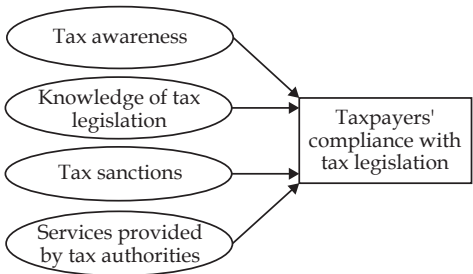 Tax awareness
Knowledge of tax
legislation
Tax sanctions
Services provided
by tax authorities
Taxpayers'
compliance with
tax legislation